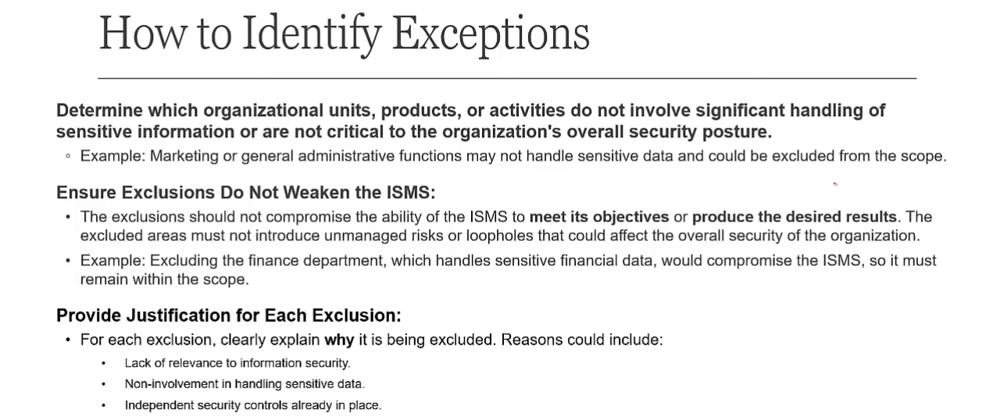 How to Identify Exceptions
Determine which organizational units, products, or activities do not involve significant handling of
sensitive information or are not critical to the organization's overall security posture.
◦ Example: Marketing or general administrative functions may not handle sensitive data and could be excluded from the scope.
Ensure Exclusions Do Not Weaken the ISMS:
• The exclusions should not compromise the ability of the ISMS to meet its objectives or produce the desired results. The
excluded areas must not introduce unmanaged risks or loopholes that could affect the overall security of the organization.
• Example: Excluding the finance department, which handles sensitive financial data, would compromise the ISMS, so it must
remain within the scope.
Provide Justification for Each Exclusion:
• For each exclusion, clearly explain why it is being excluded. Reasons could include:
• Lack of relevance to information security.
• Non-involvement in handling sensitive data.
• Independent security controls already in place.